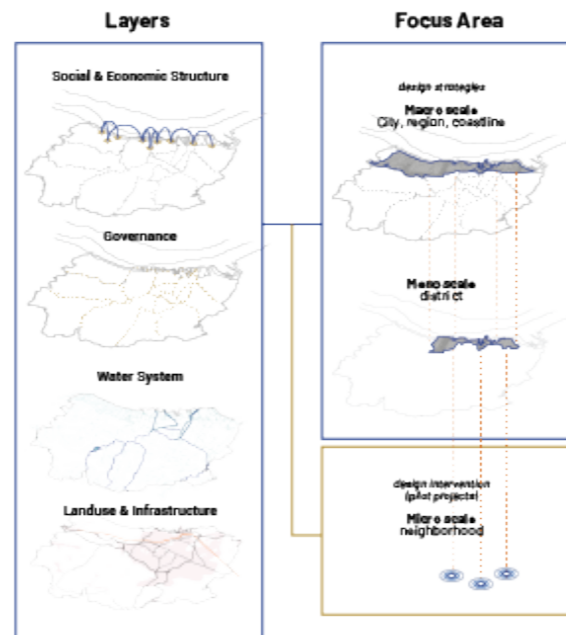 Layers
Social & Economic Structure
Governance
Water System
Landuse & Infrastructure
Focus Area
design strategies
Macro scale
City, region, coastline
Meso scale
district
design intervention
(pilot projects)
Micro scale
neighborhood